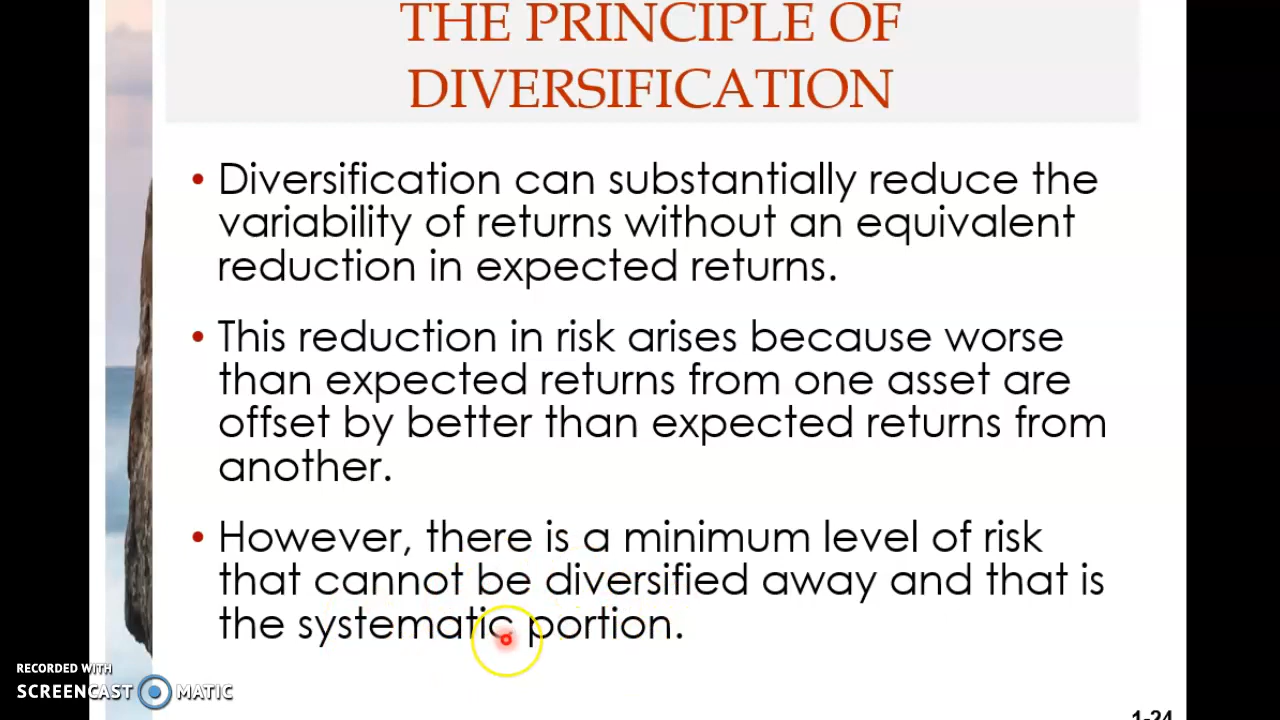 THE PRINCIPLE OF
DIVERSIFICATION
• Diversification can substantially reduce the
variability of returns without an equivalent
reduction in expected returns.
• This reduction in risk arises because worse
than expected returns from one asset are
offset by better than expected returns from
another.
• However, there is a minimum level of risk
that cannot be diversified away and that is
the systematic portion.
RECORDED WITH
SCREENCAST MATIC
1-24